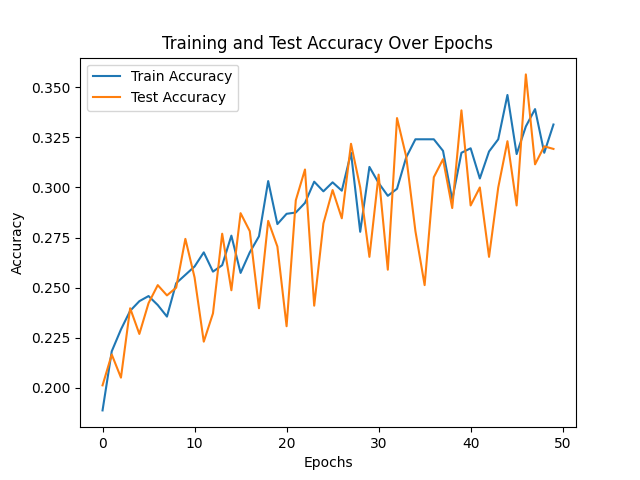 Training and Test Accuracy Over Epochs
Train Accuracy
Test Accuracy
0.350
0.325
0.300
0.275
0.250
0.225
0.200
Accuracy
0 10 20 30 40 50
Epochs